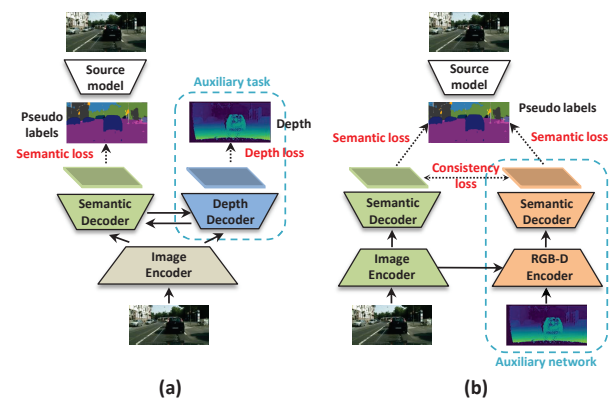 Source
model
Auxiliary task
Pseudo
labels
Depth
Semantic loss
Depth loss
Semantic
Decoder
Depth
Decoder
Image
Encoder
(a)
Source
model
Pseudo labels
Semantic loss
Semantic loss
Consistency
loss
Semantic
Decoder
Semantic
Decoder
Image
Encoder
RGB-D
Encoder
Auxiliary network
(b)